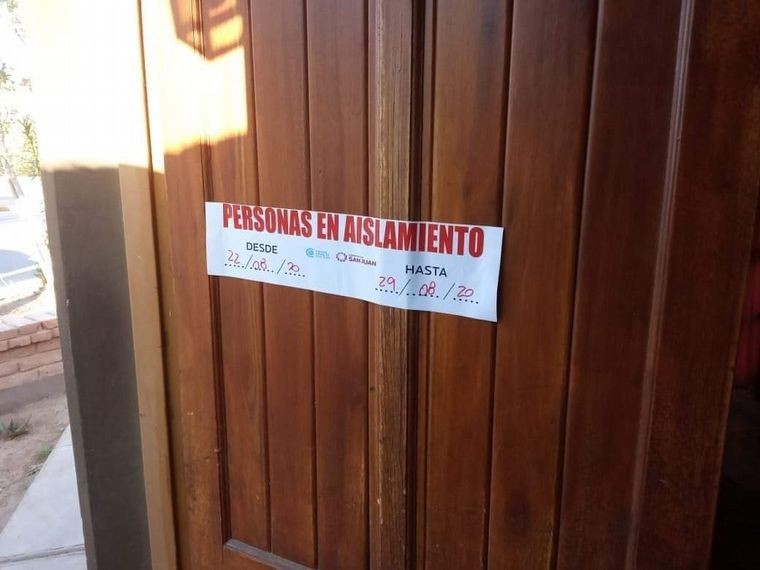 PERSONAS EN AISLAMIENTO
DESDE
22/08/20
SAN JUAN
HASTA
29/08/20